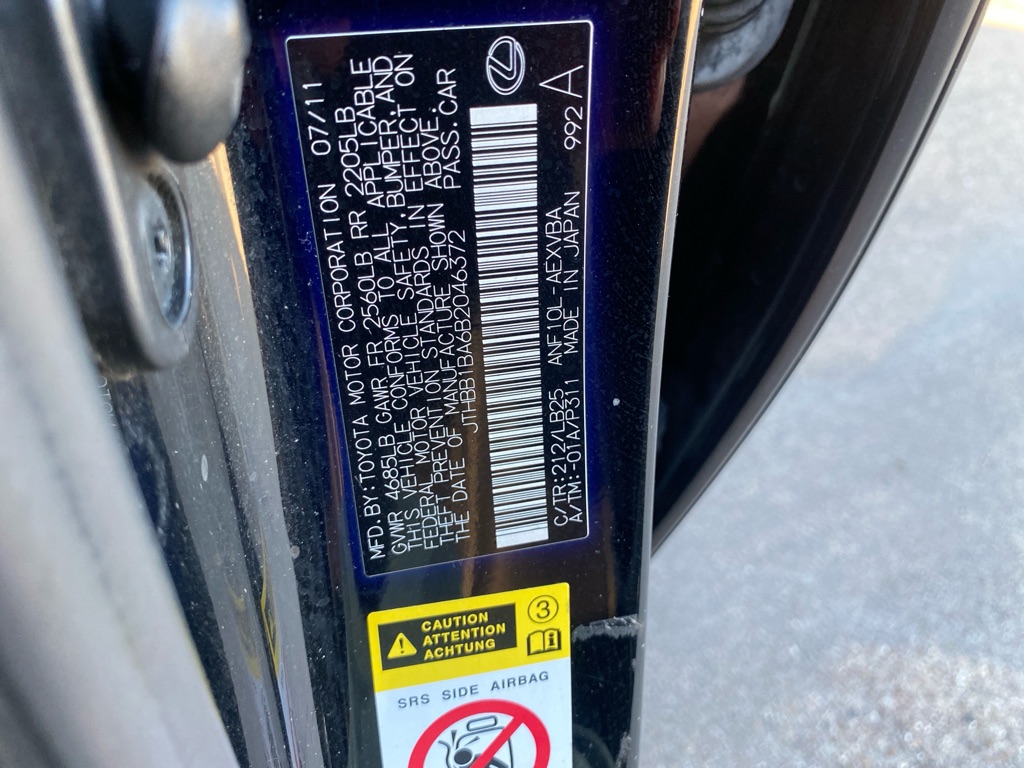 MFD.BY:TOYOTA MOTOR CORPORATION 07/11
GVWR 4685LB GAWR FR 2560LB RR 2205LB
THIS VEHICLE CONFORMS TO ALL APPLICABLE
FEDERAL MOTOR VEHICLE SAFETY,BUMPER,AND
THEFT PREVENTION STANDARDS IN EFFECT ON
THE DATE OF MANUFACTURE SHOWN ABOVE.
JTHBB1BA6B2046372 PASS.CAR
C/TR:212/LB25 ANF10L-AEXVBA 992 A
A/TM:-01A/P311 MADE IN JAPAN
CAUTION
ATTENTION
ACHTUNG
3
SRS SIDE AIRBAG